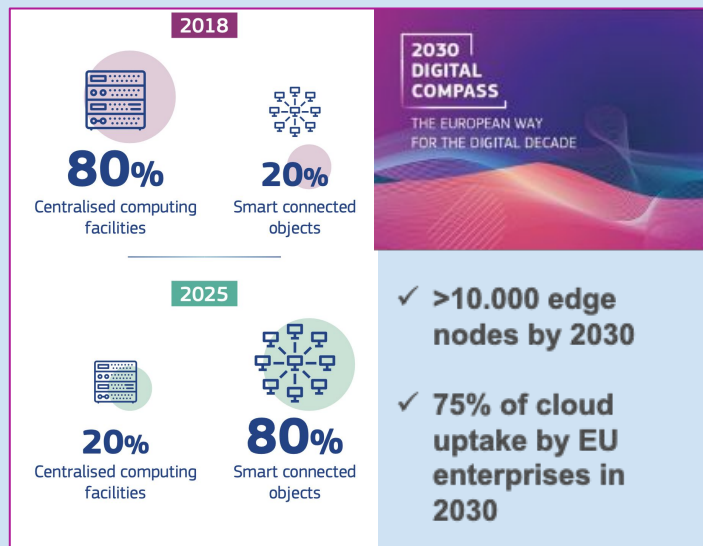 2018
80%
Centralised computing
facilities
20%
Smart connected
objects
2025
20%
Centralised computing
facilities
80%
Smart connected
objects
2030
DIGITAL
COMPASS
THE EUROPEAN WAY
FOR THE DIGITAL DECADE
✓ >10.000 edge
nodes by 2030
✓ 75% of cloud
uptake by EU
enterprises in
2030